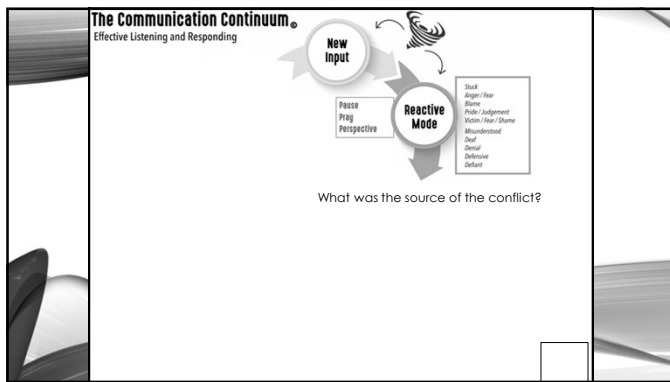 The Communication Continuum®
Effective Listening and Responding
New
Input
Pause
Pray
Perspective
Reactive
Mode
Stuck
Anger / Fear
Blame
Pride / Judgement
Victim / Fear / Shame
Misunderstood
Deaf
Denial
Defensive
Defiant
What was the source of the conflict?